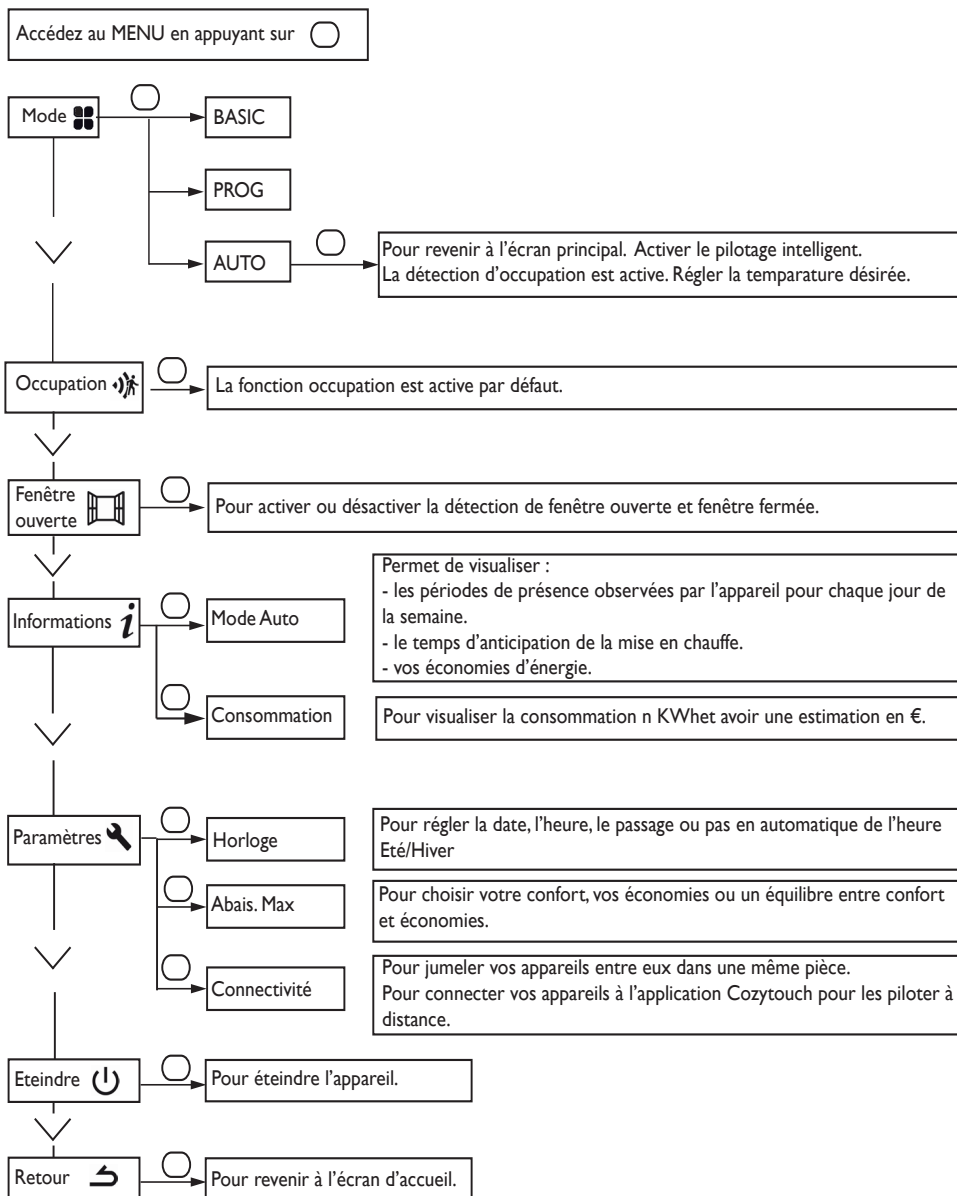 Accédez au MENU en appuyant sur
Mode
BASIC
PROG
AUTO
Pour revenir à l'écran principal. Activer le pilotage intelligent.
La détection d'occupation est active. Régler la temparature désirée.
Occupation
La fonction occupation est active par défaut.
Fenêtre
ouverte
Pour activer ou désactiver la détection de fenêtre ouverte et fenêtre fermée.
Informations
Mode Auto
Permet de visualiser :
- les périodes de présence observées par l'appareil pour chaque jour de
la semaine.
- le temps d'anticipation de la mise en chauffe.
- vos économies d'énergie.
Consommation
Pour visualiser la consommation n KWhet avoir une estimation en €.
Paramètres
Horloge
Pour régler la date, l'heure, le passage ou pas en automatique de l'heure
Eté/Hiver
Abais. Max
Pour choisir votre confort, vos économies ou un équilibre entre confort
et économies.
Connectivité
Pour jumeler vos appareils entre eux dans une même pièce.
Pour connecter vos appareils à l'application Cozytouch pour les piloter à
distance.
Eteindre
Pour éteindre l'appareil.
Retour
Pour revenir à l'écran d'accueil.